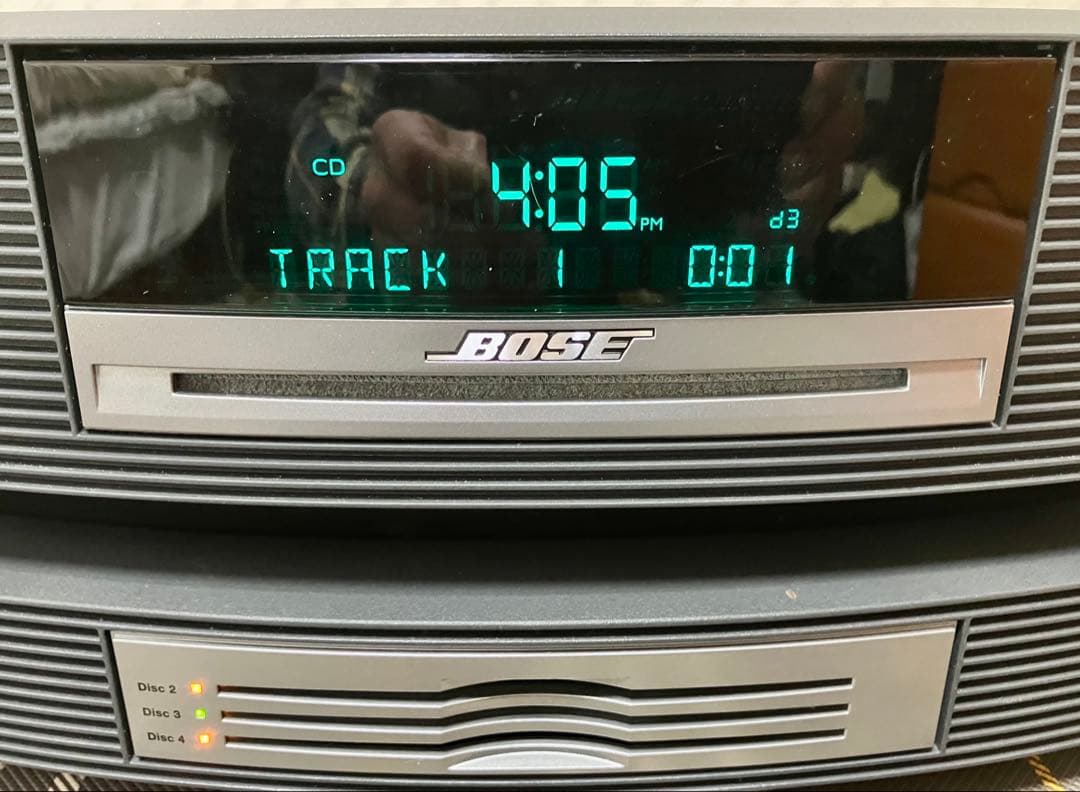 CD 4:05 PM d3
TRACK 1 0:01
BOSE
Disc 2
Disc 3
Disc 4